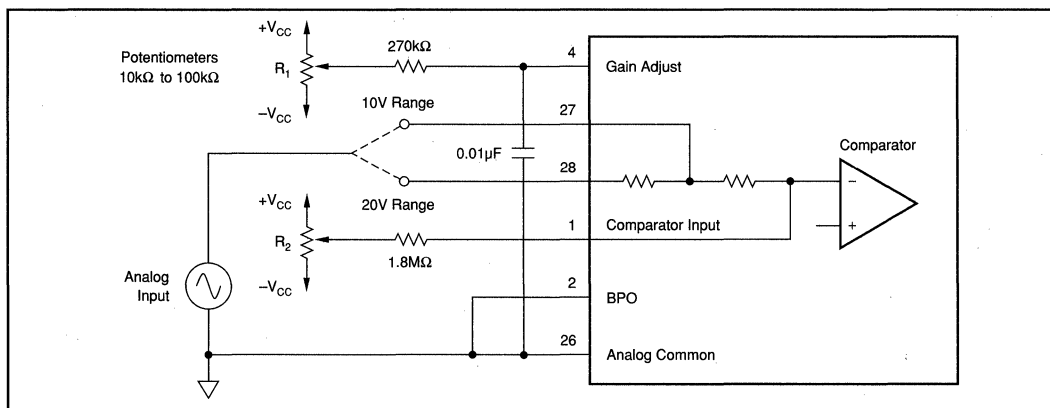 Potentiometers
10kΩ to 100kΩ
+VCC
R1
–VCC
270kΩ
4
Gain Adjust
10V Range
27
0.01µF
28
20V Range
Comparator
–
+
+VCC
R2
–VCC
1.8MΩ
1
Comparator Input
Analog
Input
2
BPO
26
Analog Common